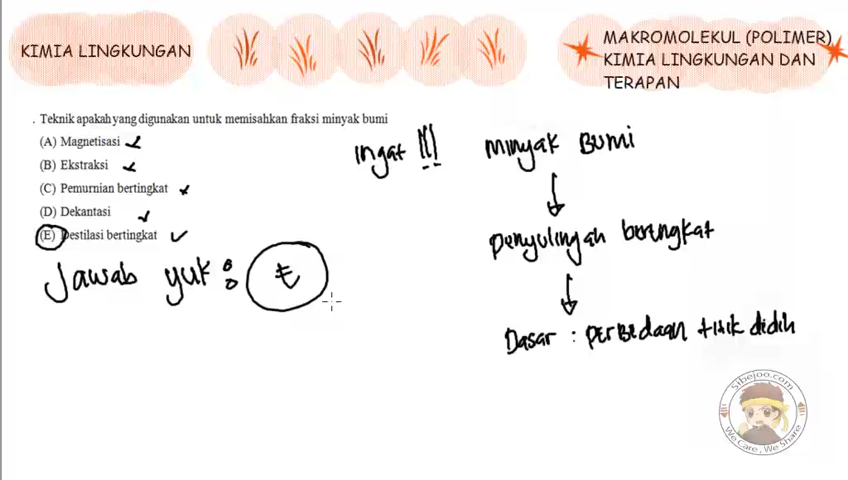 KIMIA LINGKUNGAN
MAKROMOLEKUL (POLIMER)
KIMIA LINGKUNGAN DAN
TERAPAN
. Teknik apakah yang digunakan untuk memisahkan fraksi minyak bumi
(A) Magnetisasi
(B) Ekstraksi
(C) Pemurnian bertingkat
(D) Dekantasi
(E) Destilasi bertingkat
Jawab yuk : E
Ingat !!!
Minyak Bumi
penyulingan bertingkat
Dasar : perbedaan titik didih
Sibejoo.com
We care, We Share